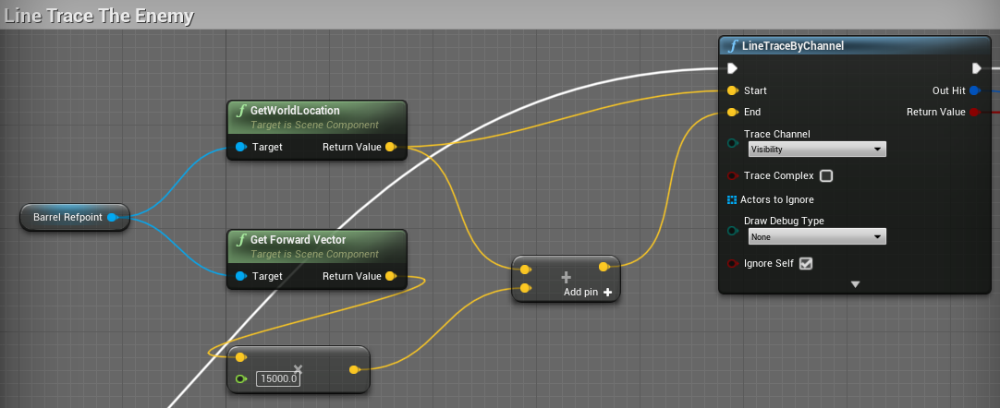 Line Trace The Enemy
LineTraceByChannel
Start
Out Hit
End
Return Value
Trace Channel
Visibility
Trace Complex
Actors to Ignore
Draw Debug Type
None
Ignore Self
GetWorldLocation
Target is Scene Component
Target
Return Value
Barrel Refpoint
Get Forward Vector
Target is Scene Component
Target
Return Value
+
Add pin +
×
15000.0